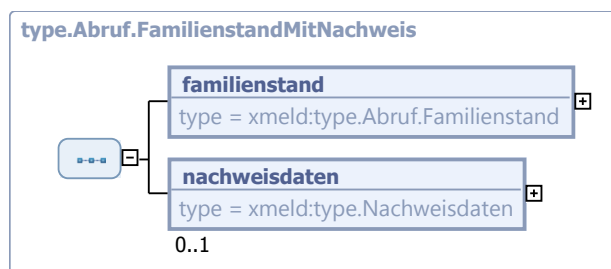 type.Abruf.FamilienstandMitNachweis
familienstand
type = xmeld:type.Abruf.Familienstand
nachweisdaten
type = xmeld:type.Nachweisdaten
0..1